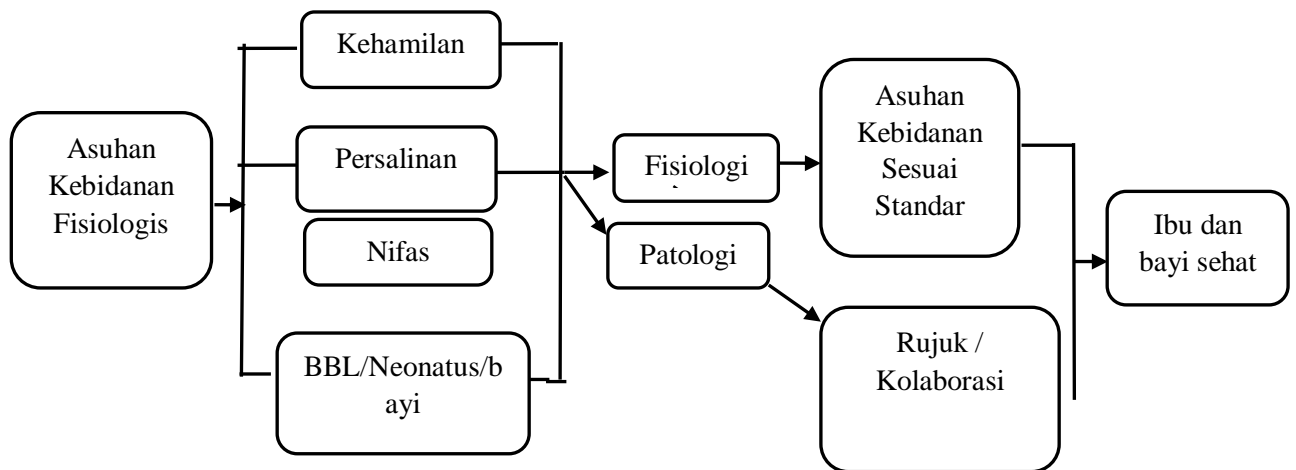 Asuhan
Kebidanan
Fisiologis
Kehamilan
Persalinan
Nifas
BBL/Neonatus/b
ayi
Fisiologi
Patologi
Asuhan
Kebidanan
Sesuai
Standar
Rujuk /
Kolaborasi
Ibu dan
bayi sehat